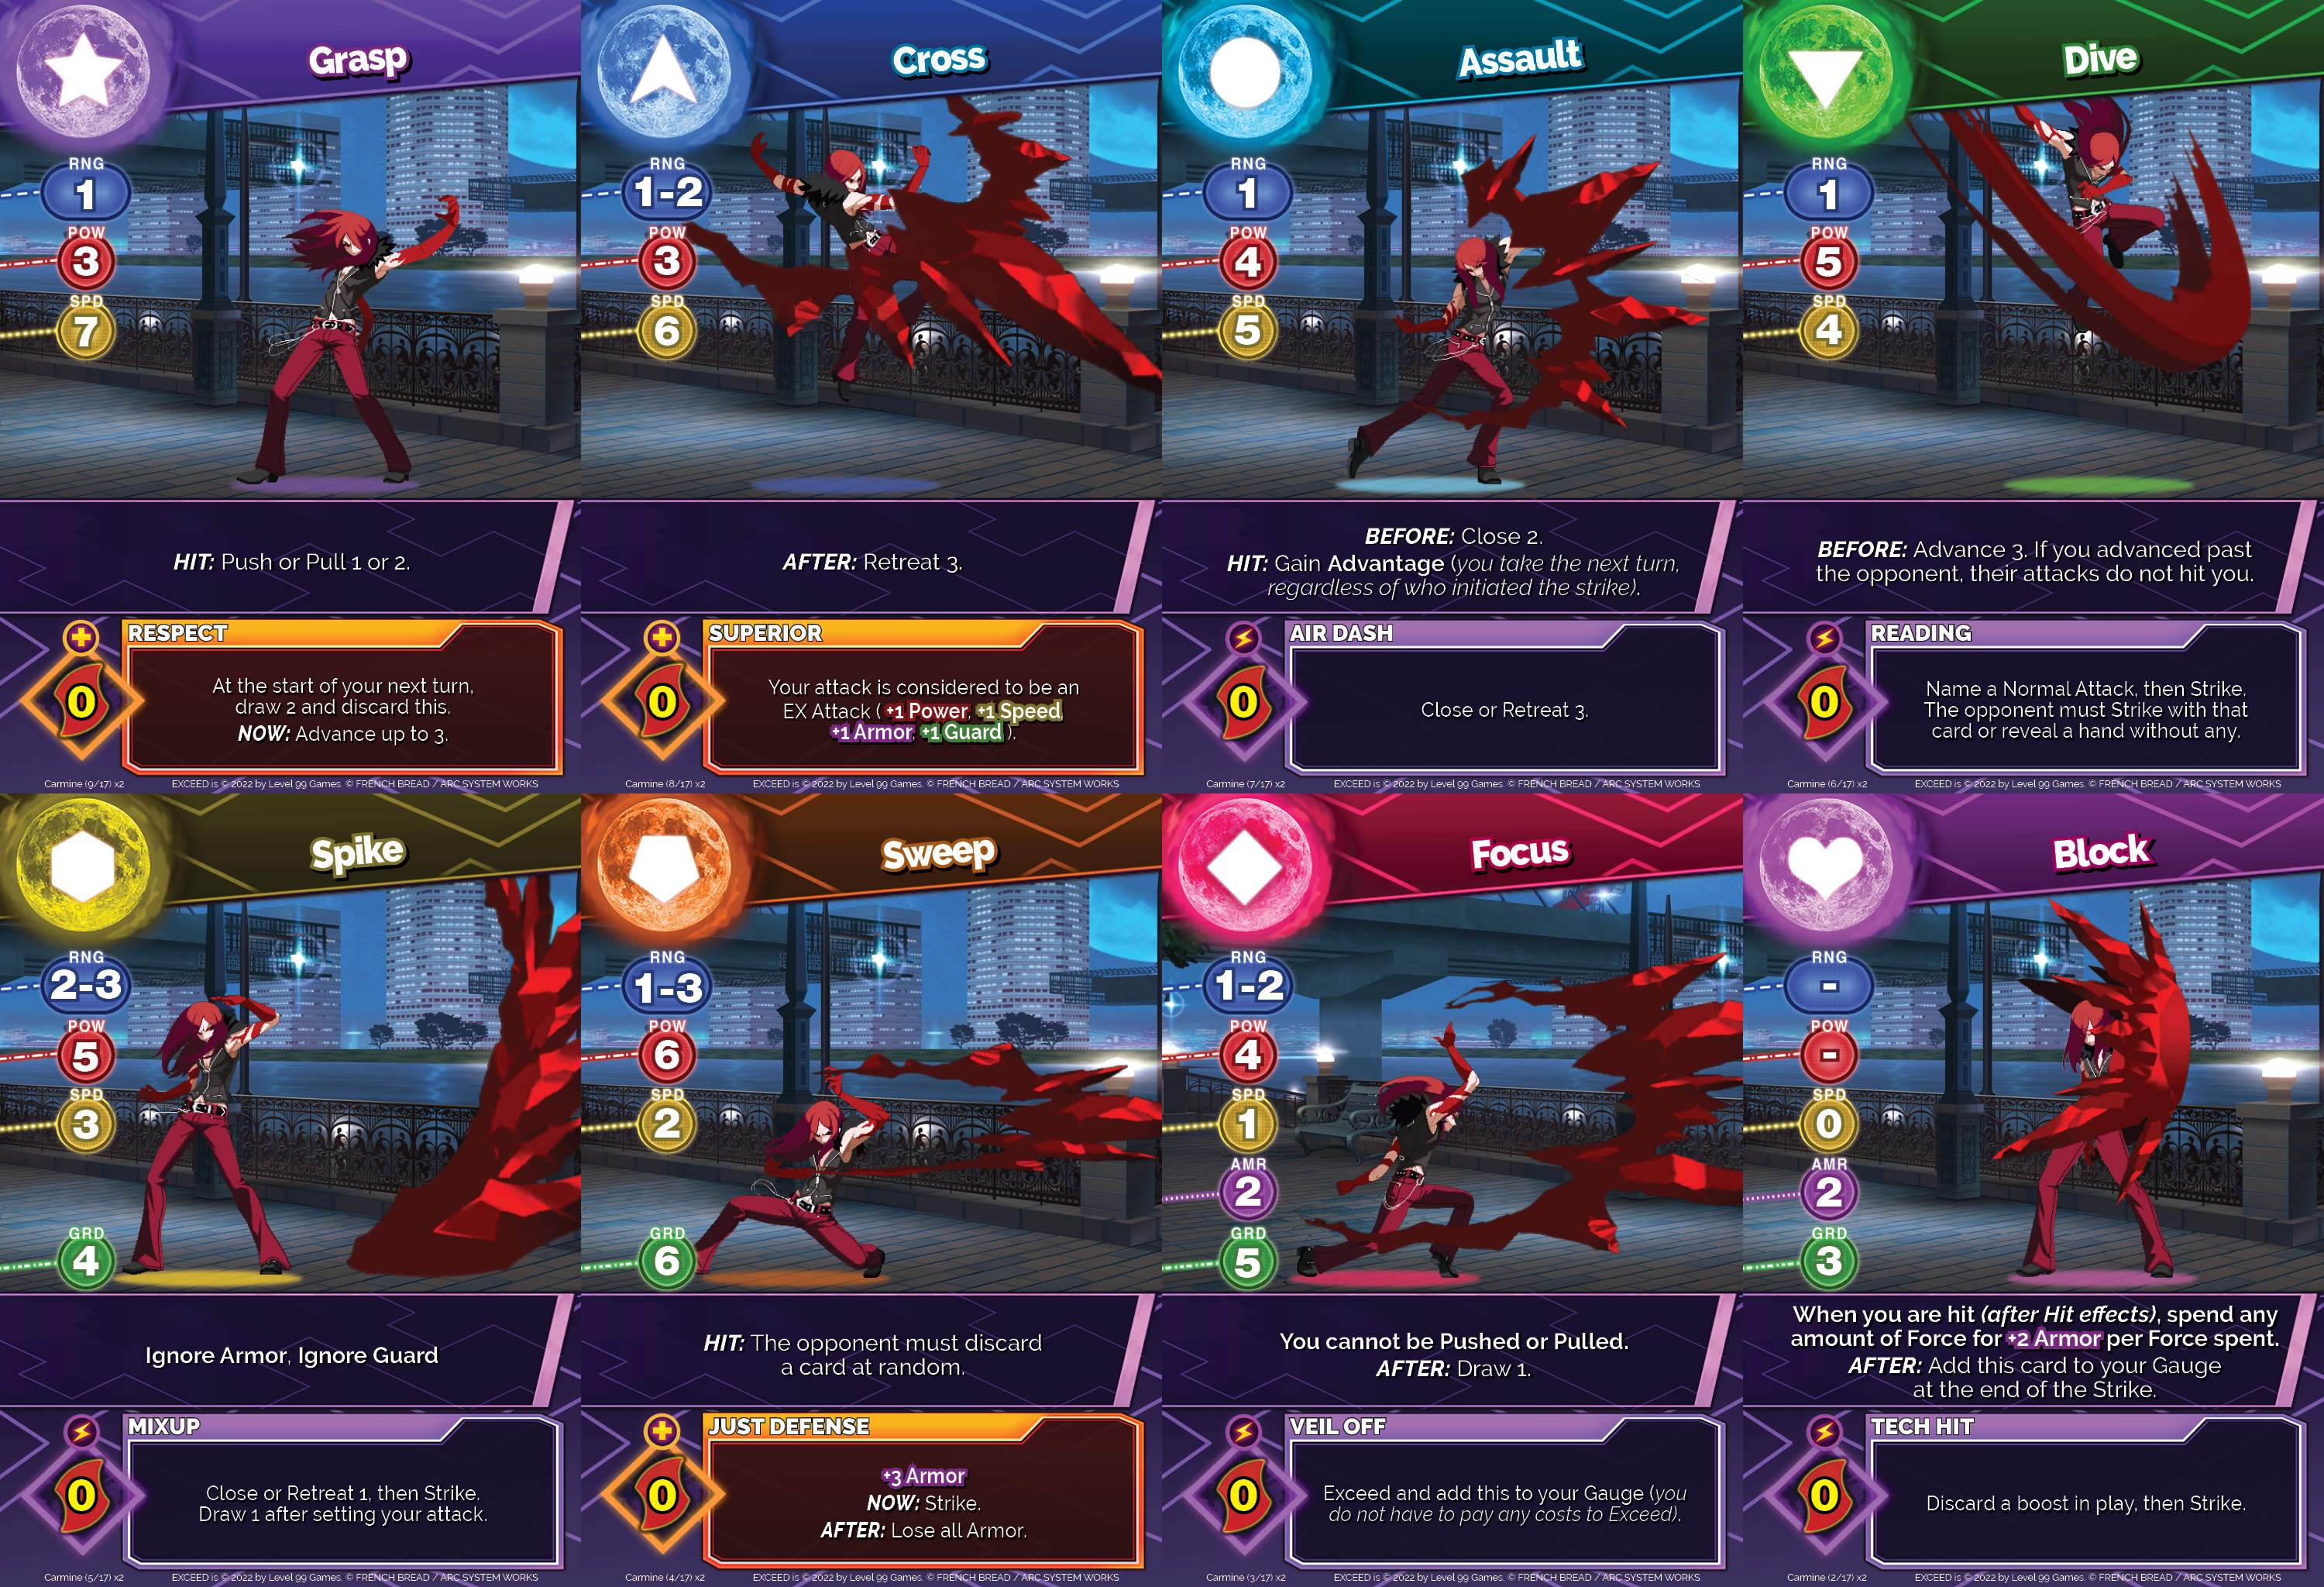 Grasp
RNG
1
POW
3
SPD
7
HIT: Push or Pull 1 or 2.
RESPECT
0
At the start of your next turn,
draw 2 and discard this.
NOW: Advance up to 3.
Carmine (9/17) x2
EXCEED is © 2022 by Level 99 Games. © FRENCH BREAD / ARC SYSTEM WORKS
Cross
RNG
1-2
POW
3
SPD
6
AFTER: Retreat 3.
SUPERIOR
0
Your attack is considered to be an
EX Attack ( +1 Power, +1 Speed
+1 Armor, +1 Guard ).
Carmine (8/17) x2
EXCEED is © 2022 by Level 99 Games. © FRENCH BREAD / ARC SYSTEM WORKS
Assault
RNG
1
POW
4
SPD
5
BEFORE: Close 2.
HIT: Gain Advantage (you take the next turn,
regardless of who initiated the strike).
AIR DASH
0
Close or Retreat 3.
Carmine (7/17) x2
EXCEED is © 2022 by Level 99 Games. © FRENCH BREAD / ARC SYSTEM WORKS
Dive
RNG
1
POW
5
SPD
4
BEFORE: Advance 3. If you advanced past
the opponent, their attacks do not hit you.
READING
0
Name a Normal Attack, then Strike.
The opponent must Strike with that
card or reveal a hand without any.
Carmine (6/17) x2
EXCEED is © 2022 by Level 99 Games. © FRENCH BREAD / ARC SYSTEM WORKS
Spike
RNG
2-3
POW
5
SPD
3
GRD
4
Ignore Armor, Ignore Guard
MIXUP
0
Close or Retreat 1, then Strike.
Draw 1 after setting your attack.
Carmine (5/17) x2
EXCEED is © 2022 by Level 99 Games. © FRENCH BREAD / ARC SYSTEM WORKS
Sweep
RNG
1-3
POW
6
SPD
2
GRD
6
HIT: The opponent must discard
a card at random.
JUST DEFENSE
0
+3 Armor
NOW: Strike.
AFTER: Lose all Armor.
Carmine (4/17) x2
EXCEED is © 2022 by Level 99 Games. © FRENCH BREAD / ARC SYSTEM WORKS
Focus
RNG
1-2
POW
4
SPD
1
AMR
2
GRD
5
You cannot be Pushed or Pulled.
AFTER: Draw 1.
VEIL OFF
0
Exceed and add this to your Gauge (you
do not have to pay any costs to Exceed).
Carmine (3/17) x2
EXCEED is © 2022 by Level 99 Games. © FRENCH BREAD / ARC SYSTEM WORKS
Block
RNG
-
POW
-
SPD
0
AMR
2
GRD
3
When you are hit (after Hit effects), spend any
amount of Force for +2 Armor per Force spent.
AFTER: Add this card to your Gauge
at the end of the Strike.
TECH HIT
0
Discard a boost in play, then Strike.
Carmine (2/17) x2
EXCEED is © 2022 by Level 99 Games. © FRENCH BREAD / ARC SYSTEM WORKS